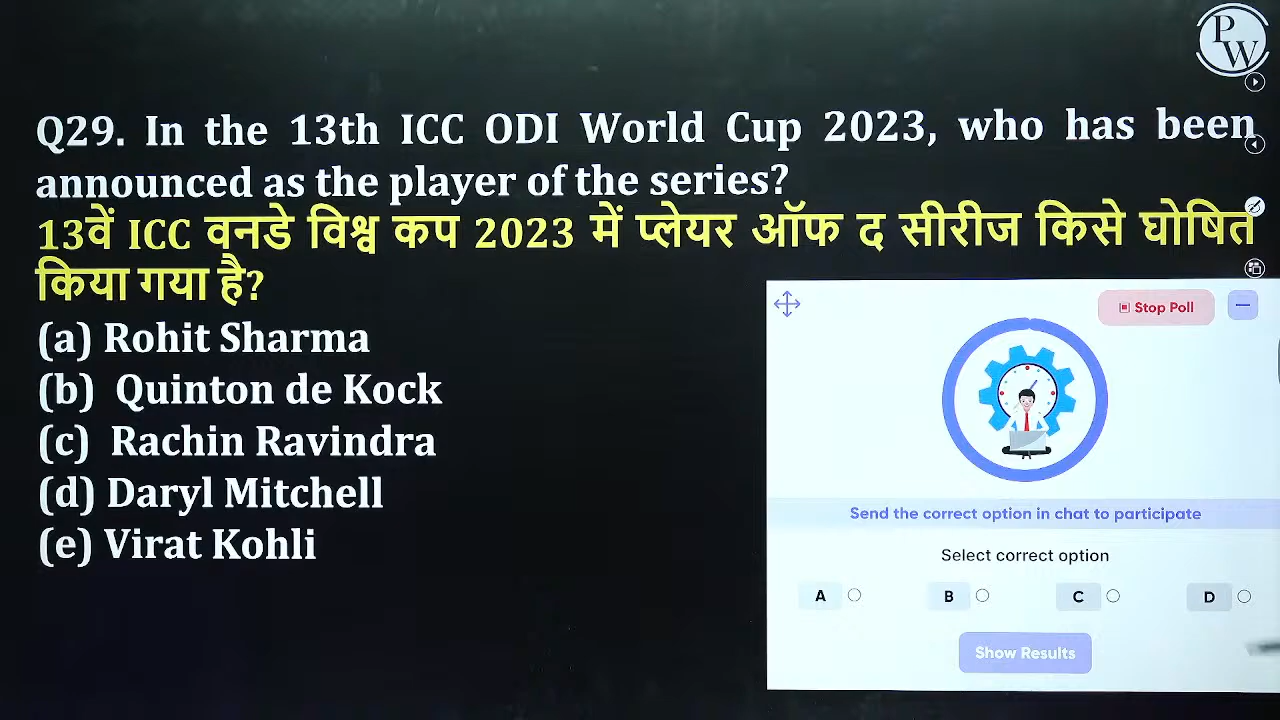 PW
Q29. In the 13th ICC ODI World Cup 2023, who has been
announced as the player of the series?
13वें ICC वनडे विश्व कप 2023 में प्लेयर ऑफ द सीरीज किसे घोषित
किया गया है?
(a) Rohit Sharma
(b) Quinton de Kock
(c) Rachin Ravindra
(d) Daryl Mitchell
(e) Virat Kohli
Stop Poll
Send the correct option in chat to participate
Select correct option
A B C D
Show Results